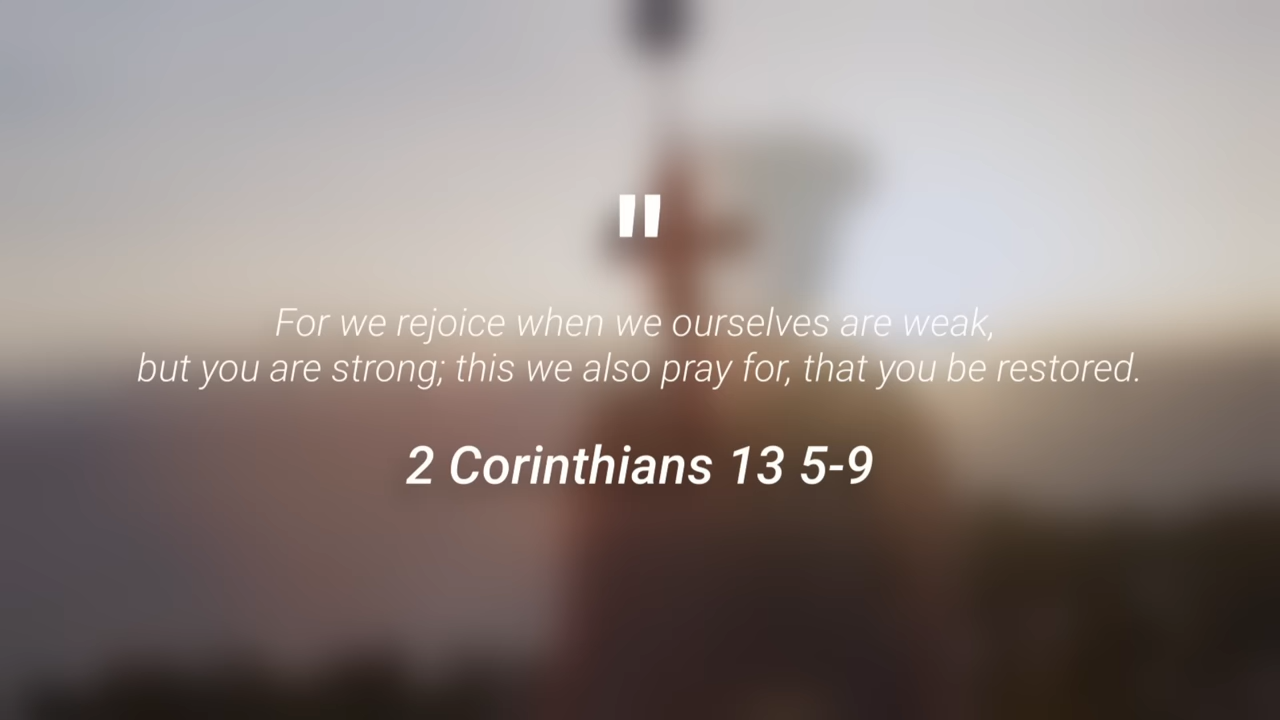 "
For we rejoice when we ourselves are weak,
but you are strong; this we also pray for, that you be restored.
2 Corinthians 13 5-9